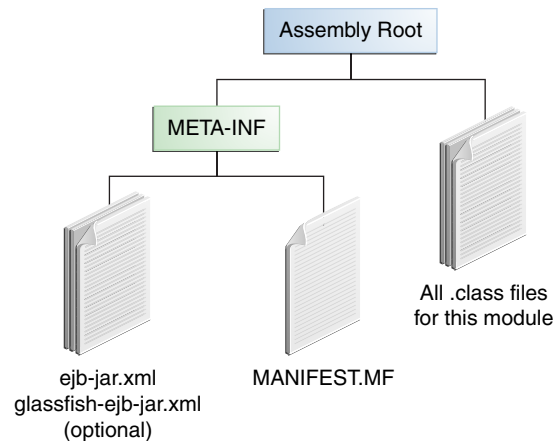 Assembly Root
META-INF
All .class files
for this module
ejb-jar.xml
glassfish-ejb-jar.xml
(optional)
MANIFEST.MF